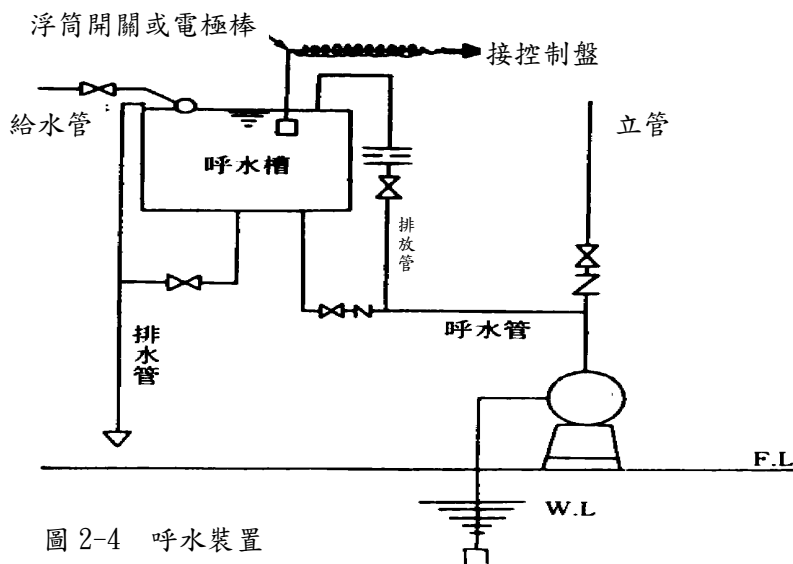 浮筒開關或電極棒
接控制盤
給水管
立管
呼水槽
排放管
呼水管
排水管
F.L
W.L
圖 2-4 呼水裝置